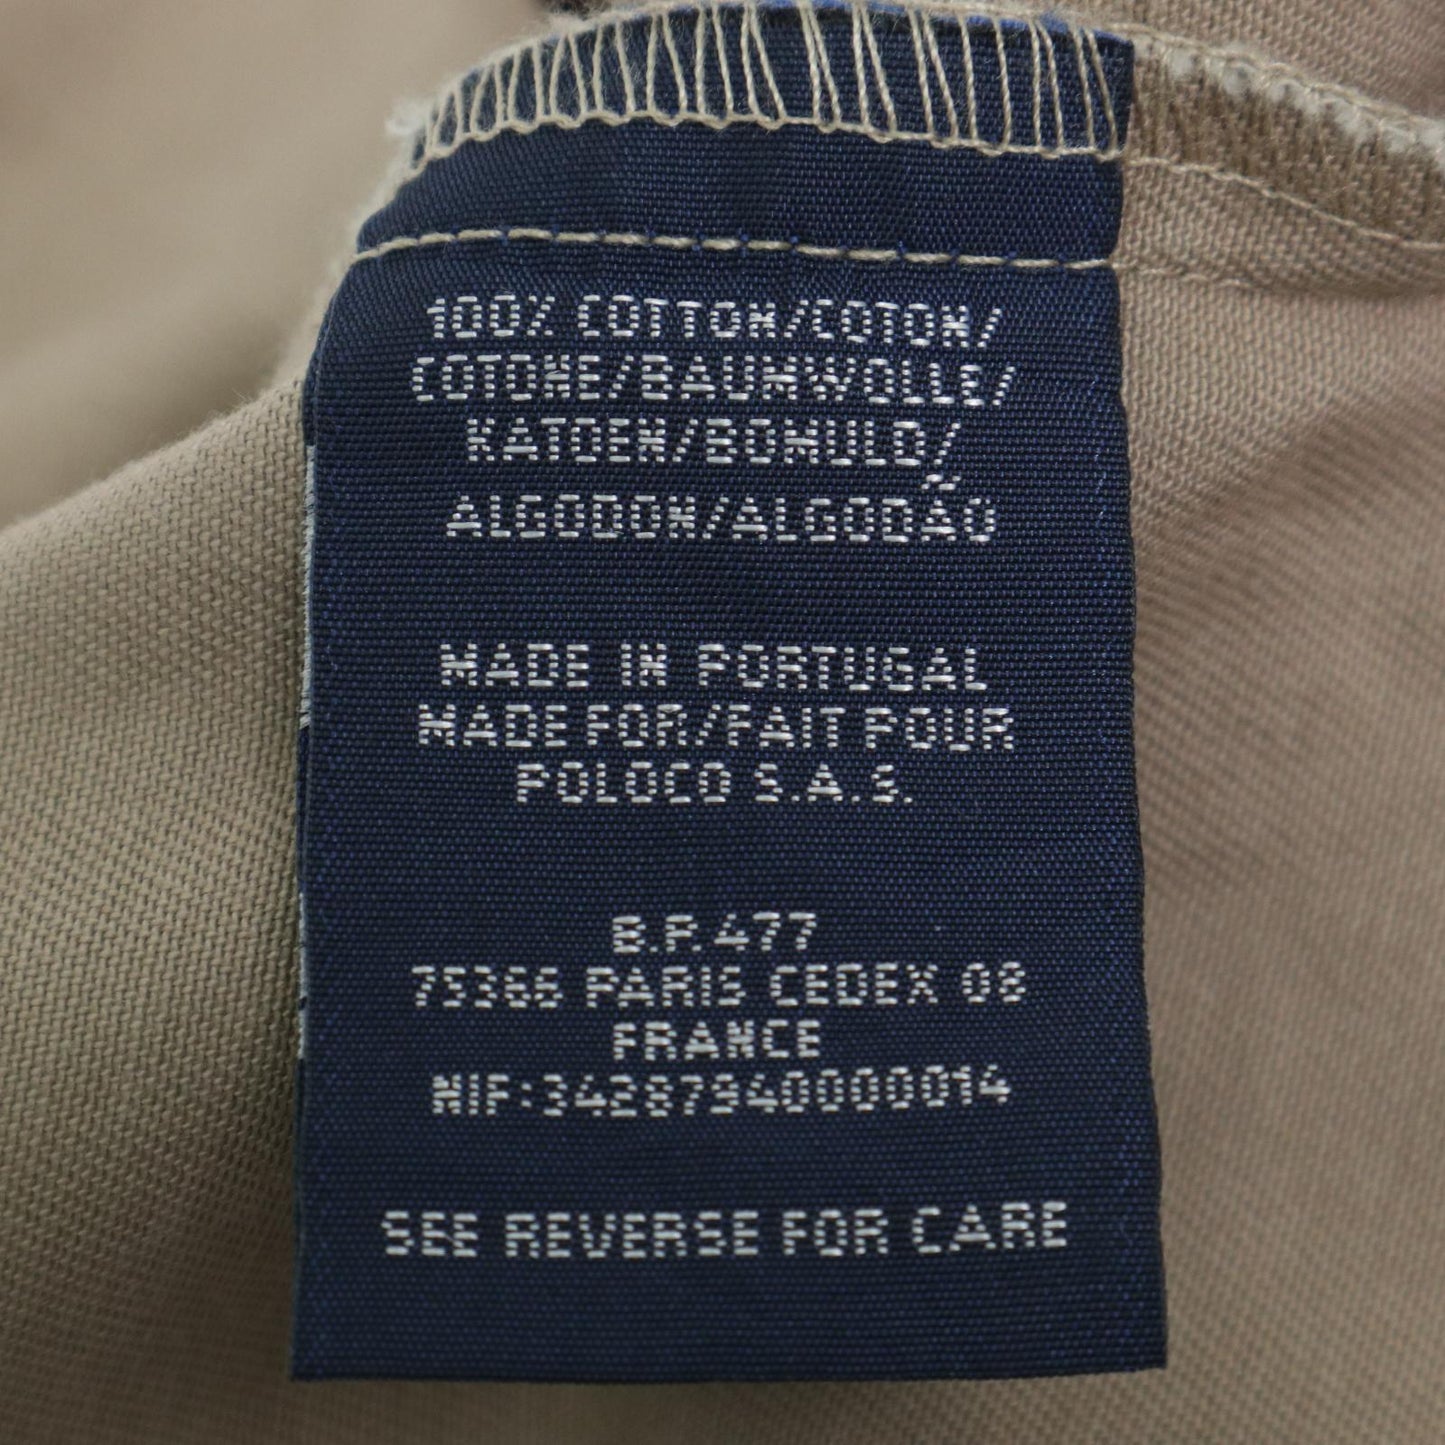 100% COTTON/COTON/
COTONE/BAUMWOLLE/
KATOEN/BOMULD/
ALGODON/ALGODÃO
MADE IN PORTUGAL
MADE FOR/FAIT POUR
POLOCO S.A.S.
B.P. 477
75366 PARIS CEDEX 08
FRANCE
NIF:34287940000014
SEE REVERSE FOR CARE